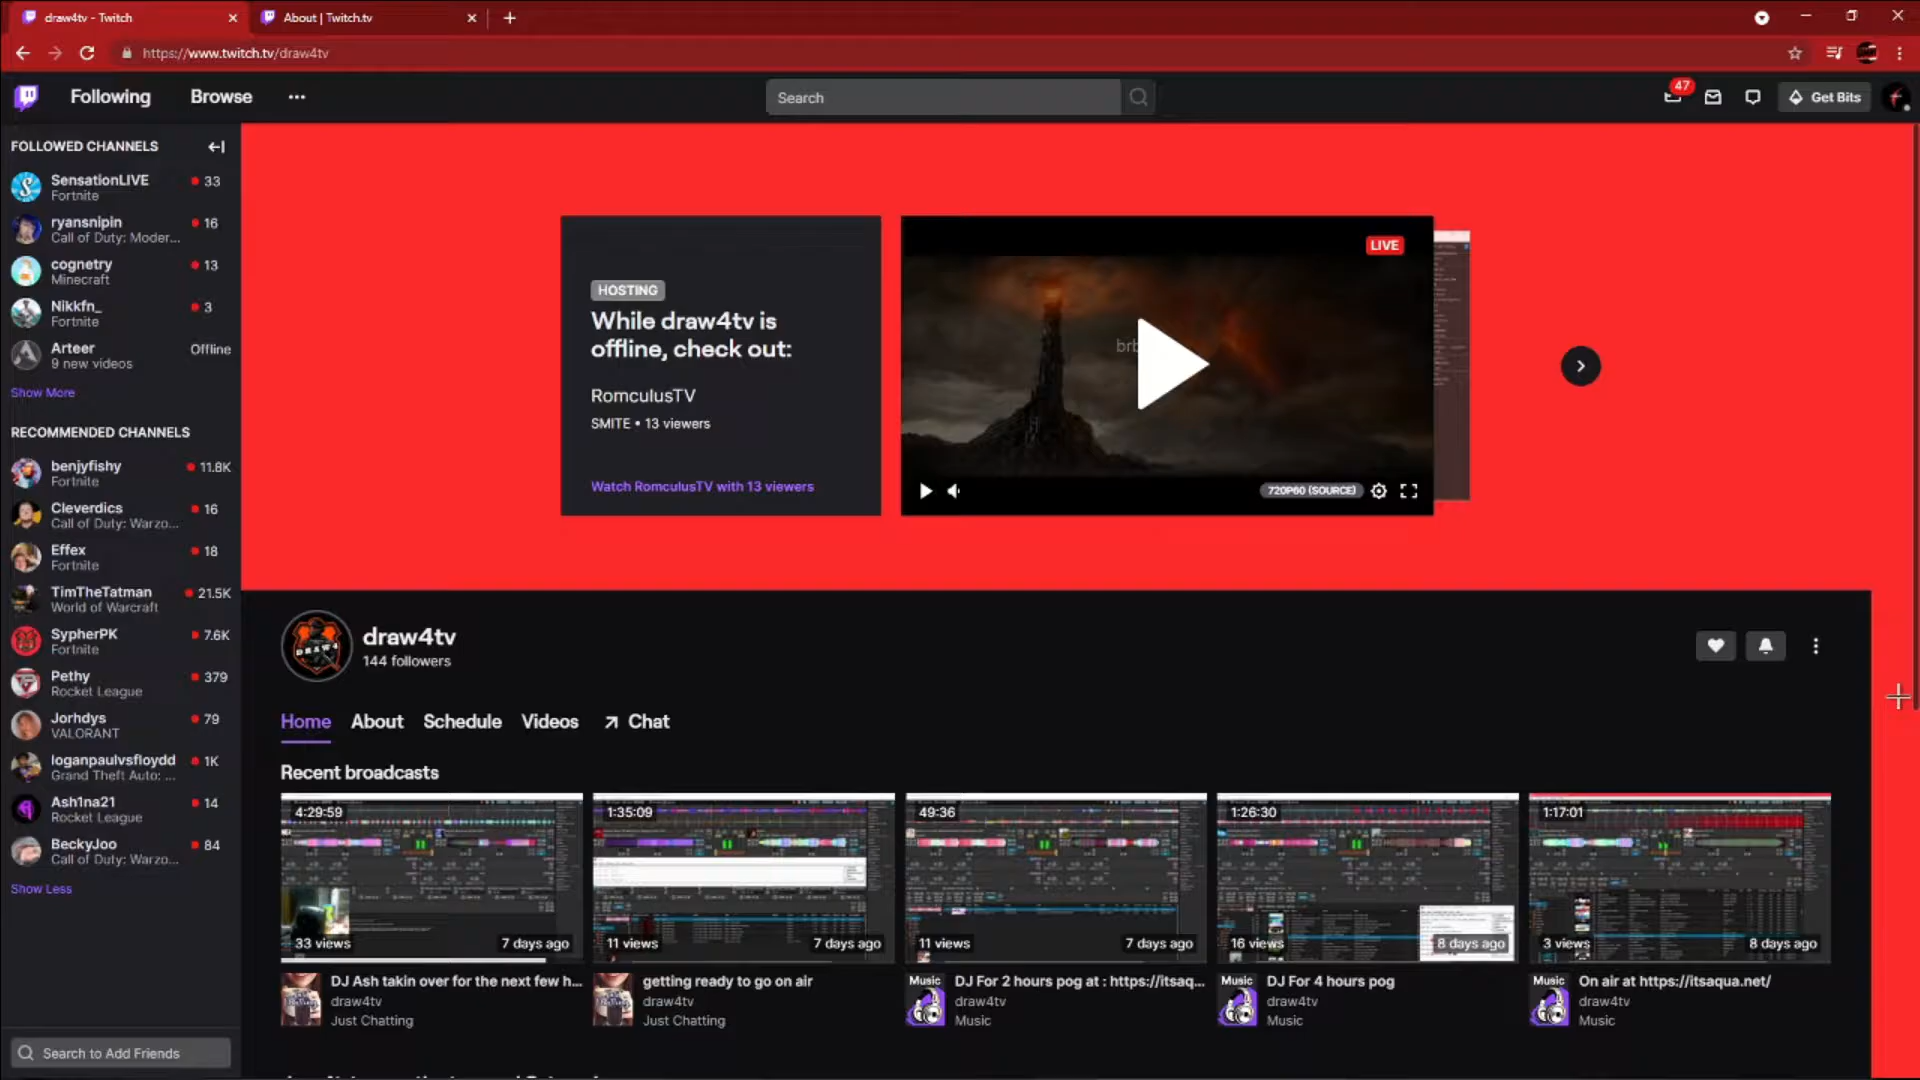 draw4tv - Twitch
About | Twitch.tv
https://www.twitch.tv/draw4tv
Following
Browse
Search
47
Get Bits
FOLLOWED CHANNELS
SensationLIVE
33
Fortnite
ryansnipin
16
Call of Duty: Moder...
cognetry
13
Minecraft
Nikkfn_
3
Fortnite
Arteer
Offline
9 new videos
Show More
RECOMMENDED CHANNELS
benjyfishy
11.8K
Fortnite
Cleverdics
16
Call of Duty: Warzo...
Effex
18
Fortnite
TimTheTatman
21.5K
World of Warcraft
SypherPK
7.6K
Fortnite
Pethy
379
Rocket League
Jorhdys
79
VALORANT
loganpaulvsfloydd
1K
Grand Theft Auto: ...
Ash1na21
14
Rocket League
BeckyJoo
84
Call of Duty: Warzo...
Show Less
Search to Add Friends
HOSTING
While draw4tv is
offline, check out:
RomculusTV
SMITE • 13 viewers
Watch RomculusTV with 13 viewers
LIVE
brb
720P60 (SOURCE)
DRAW4
draw4tv
144 followers
Home
About
Schedule
Videos
Chat
Recent broadcasts
4:29:59
33 views
7 days ago
DJ Ash takin over for the next few h...
draw4tv
Just Chatting
1:35:09
11 views
7 days ago
getting ready to go on air
draw4tv
Just Chatting
49:36
11 views
7 days ago
Music
DJ For 2 hours pog at : https://itsaq...
draw4tv
Music
1:26:30
16 views
8 days ago
Music
DJ For 4 hours pog
draw4tv
Music
1:17:01
3 views
8 days ago
Music
On air at https://itsaqua.net/
draw4tv
Music